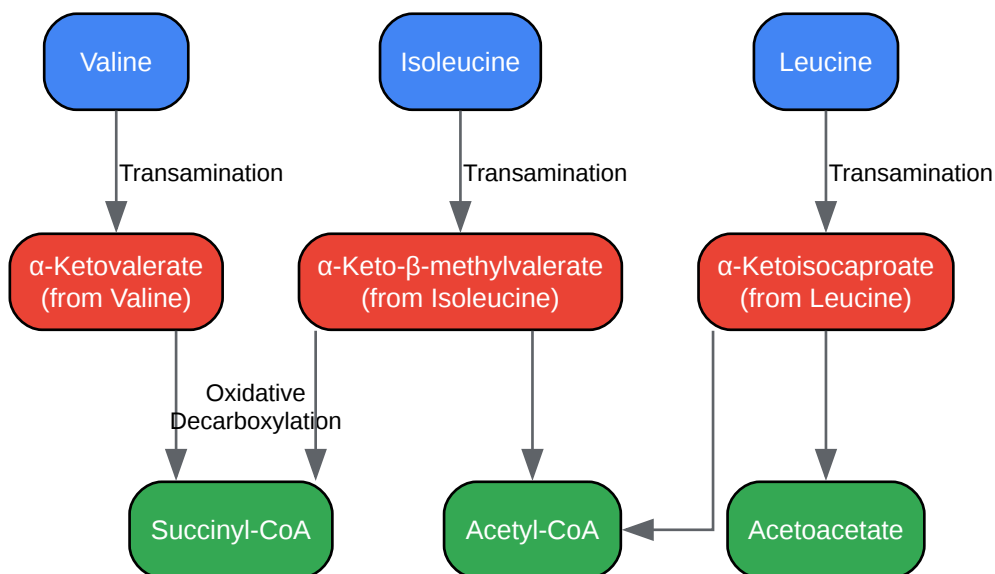 Valine
Isoleucine
Leucine
Transamination
Transamination
Transamination
α-Ketovalerate
(from Valine)
α-Keto-β-methylvalerate
(from Isoleucine)
α-Ketoisocaproate
(from Leucine)
Oxidative
Decarboxylation
Succinyl-CoA
Acetyl-CoA
Acetoacetate